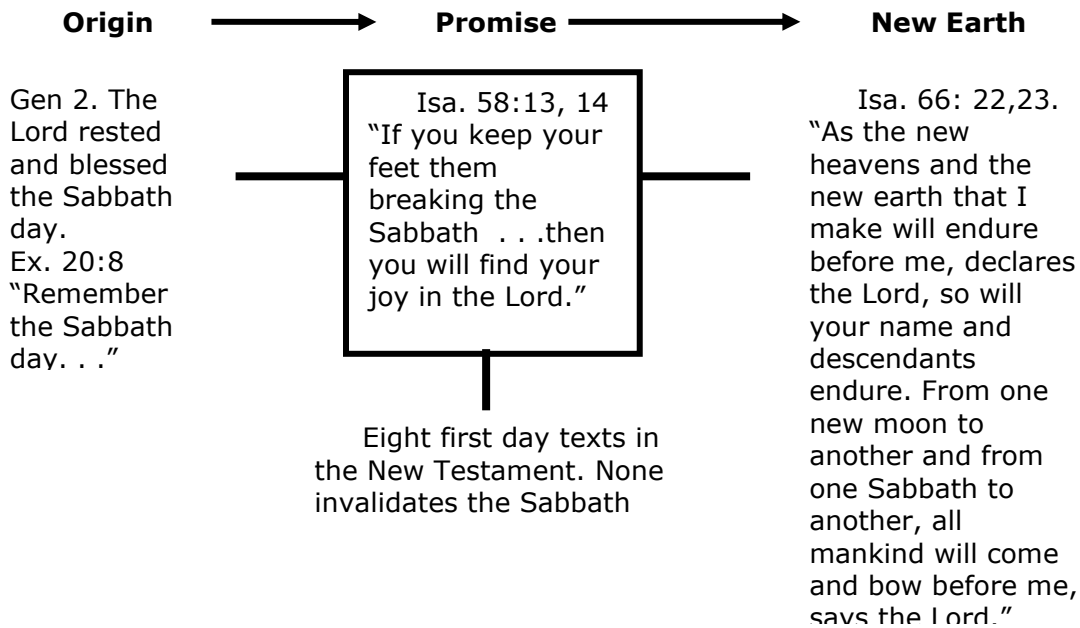 Origin Promise New Earth
Gen 2. The
Lord rested
and blessed
the Sabbath
day.
Ex. 20:8
“Remember
the Sabbath
day. . .”
Isa. 58:13, 14
“If you keep your
feet them
breaking the
Sabbath . . .then
you will find your
joy in the Lord.”
Eight first day texts in
the New Testament. None
invalidates the Sabbath
Isa. 66: 22,23.
“As the new
heavens and the
new earth that I
make will endure
before me, declares
the Lord, so will
your name and
descendants
endure. From one
new moon to
another and from
one Sabbath to
another, all
mankind will come
and bow before me,
says the Lord.”